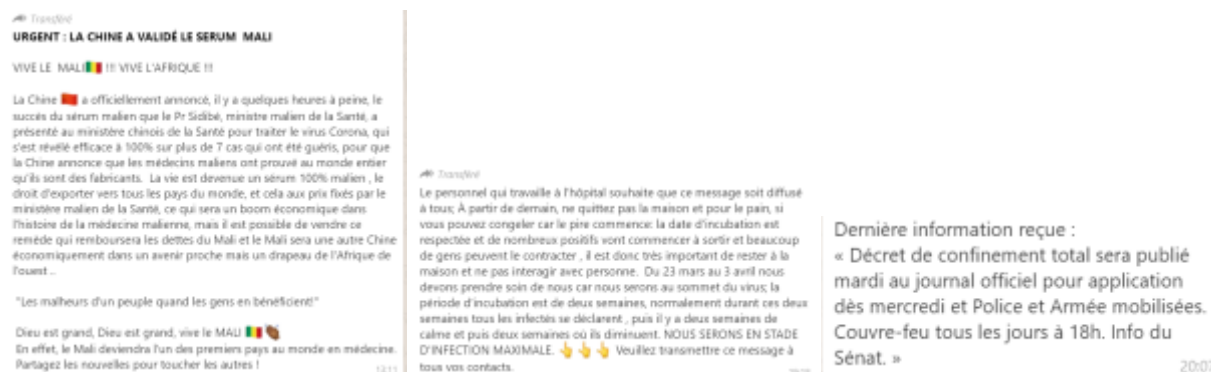 Transféré
URGENT : LA CHINE A VALIDÉ LE SERUM MALI
VIVE LE MALI🇲🇱 !!! VIVE L'AFRIQUE !!!
La Chine 🇨🇳 a officiellement annoncé, il y a quelques heures à peine, le
succès du sérum malien que le Pr Sidibé, ministre malien de la Santé, a
présenté au ministère chinois de la Santé pour traiter le virus Corona, qui
s'est révélé efficace à 100% sur plus de 7 cas qui ont été guéris, pour que
la Chine annonce que les médecins maliens ont prouvé au monde entier
qu'ils sont des fabricants. La vie est devenue un sérum 100% malien , le
droit d'exporter vers tous les pays du monde, et cela aux prix fixés par le
ministère malien de la Santé, ce qui sera un boom économique dans
l'histoire de la médecine malienne, mais il est possible de vendre ce
remède qui remboursera les dettes du Mali et le Mali sera une autre Chine
économiquement dans un avenir proche mais un drapeau de l'Afrique de
l'ouest ..
"Les malheurs d'un peuple quand les gens en bénéficient!"
Dieu est grand, Dieu est grand, vive le MALI 🇲🇱 👏🏾
En effet, le Mali deviendra l'un des premiers pays au monde en médecine.
Partagez les nouvelles pour toucher les autres !
Transféré
Le personnel qui travaille à l'hôpital souhaite que ce message soit diffusé
à tous; À partir de demain, ne quittez pas la maison et pour le pain, si
vous pouvez congeler car le pire commence: la date d'incubation est
respectée et de nombreux positifs vont commencer à sortir et beaucoup
de gens peuvent le contracter , il est donc très important de rester à la
maison et ne pas interagir avec personne. Du 23 mars au 3 avril nous
devons prendre soin de nous car nous serons au sommet du virus; la
période d'incubation est de deux semaines, normalement durant ces deux
semaines tous les infectés se déclarent , puis il y a deux semaines de
calme et puis deux semaines où ils diminuent. NOUS SERONS EN STADE
D'INFECTION MAXIMALE. 👆👆👆 Veuillez transmettre ce message à
tous vos contacts.
Dernière information reçue :
« Décret de confinement total sera publié
mardi au journal officiel pour application
dès mercredi et Police et Armée mobilisées.
Couvre-feu tous les jours à 18h. Info du
Sénat. »
20:07